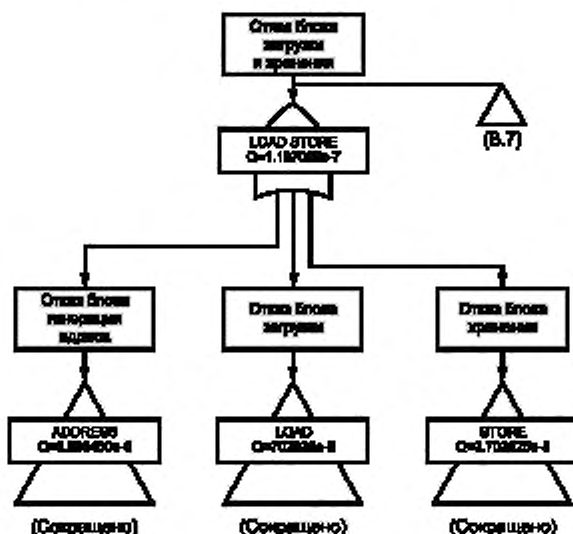 Отказ блока
загрузки
и хранения
(В.7)
LOAD STORE
Отказ блока
генерации
адреса
Отказ блока
загрузки
Отказ блока
хранения
ADDRESS
LOAD
STORE
(Сокращено)
(Сокращено)
(Сокращено)